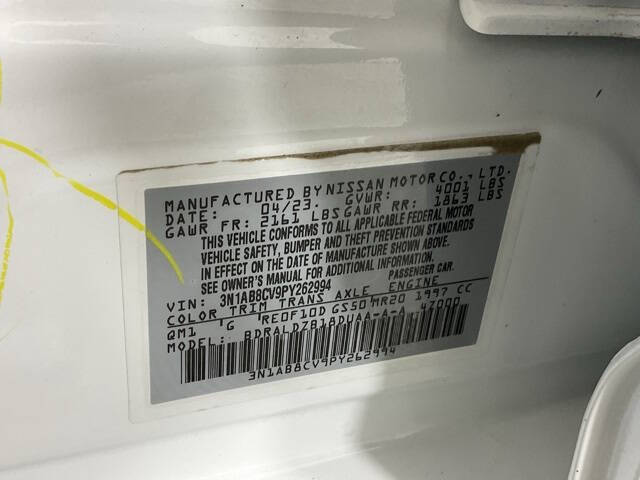 MANUFACTURED BY NISSAN MOTOR CO., LTD.
DATE: 04/23. GVWR: 4001 LBS
GAWR FR: 2161 LBS GAWR RR: 1863 LBS
THIS VEHICLE CONFORMS TO ALL APPLICABLE FEDERAL MOTOR
VEHICLE SAFETY, BUMPER AND THEFT PREVENTION STANDARDS
IN EFFECT ON THE DATE OF MANUFACTURE SHOWN ABOVE.
SEE OWNER'S MANUAL FOR ADDITIONAL INFORMATION.
VIN: 3N1AB8CV9PY262994 PASSENGER CAR.
COLOR TRIM TRANS AXLE ENGINE
QM1 G RE0F10D GS50 MR20 1997 CC
MODEL: BDRALDZB18DUAA-A-A 47000
3N1AB8CV9PY262994